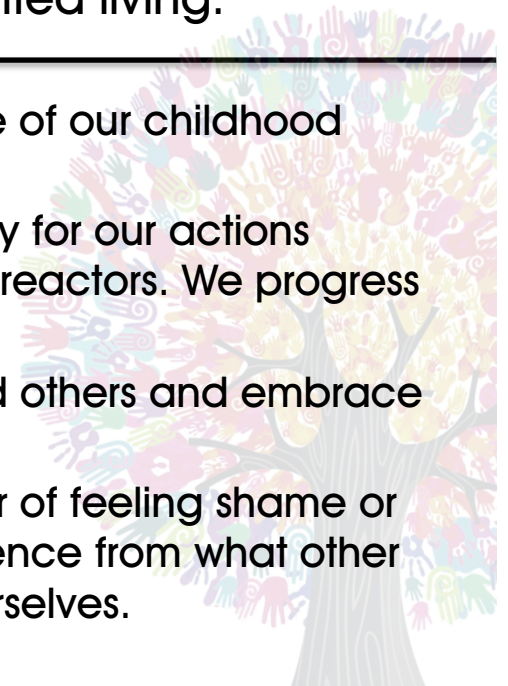 living.
e of our childhood
y for our actions
reactors. We progress
d others and embrace
r of feeling shame or
ence from what other
rselves.